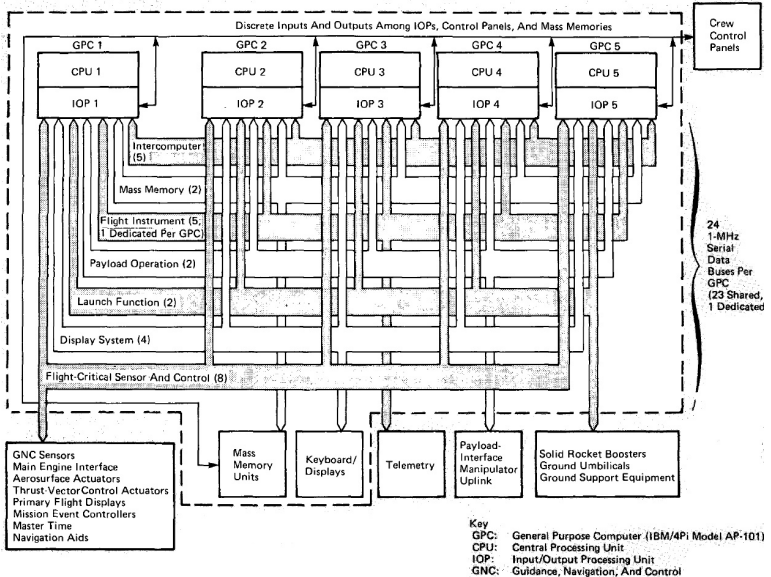 Discrete Inputs And Outputs Among IOPs, Control Panels, And Mass Memories
Crew
Control
Panels
GPC 1
GPC 2
GPC 3
GPC 4
GPC 5
CPU 1
CPU 2
CPU 3
CPU 4
CPU 5
IOP 1
IOP 2
IOP 3
IOP 4
IOP 5
Intercomputer
(5)
Mass Memory (2)
Flight Instrument (5,
1 Dedicated Per GPC)
Payload Operation (2)
Launch Function (2)
Display System (4)
Flight-Critical Sensor And Control (8)
24
1-MHz
Serial
Data
Buses Per
GPC
(23 Shared,
1 Dedicated
GNC Sensors
Main Engine Interface
Aerosurface Actuators
Thrust-Vector Control Actuators
Primary Flight Displays
Mission Event Controllers
Master Time
Navigation Aids
Mass
Memory
Units
Keyboard/
Displays
Telemetry
Payload-
Interface
Manipulator
Uplink
Solid Rocket Boosters
Ground Umbilicals
Ground Support Equipment
Key
GPC: General Purpose Computer (IBM/4Pi Model AP-101)
CPU: Central Processing Unit
IOP: Input/Output Processing Unit
GNC: Guidance, Navigation, And Control